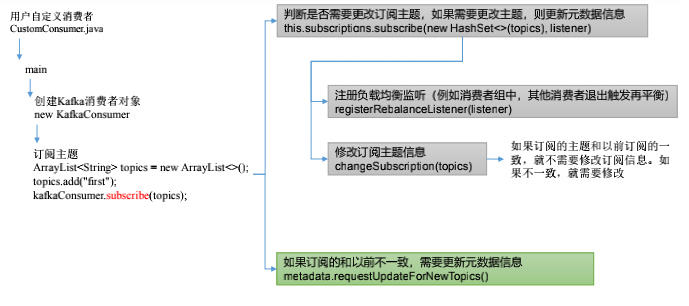 用户自定义消费者
CustomConsumer.java
main
创建Kafka消费者对象
new KafkaConsumer
订阅主题
ArrayList<String> topics = new ArrayList<>();
topics.add("first");
kafkaConsumer.subscribe(topics);
判断是否需要更改订阅主题，如果需要更改主题，则更新元数据信息
this.subscriptions.subscribe(new HashSet<>(topics), listener)
注册负载均衡监听（例如消费者组中，其他消费者退出触发再平衡）
registerRebalanceListener(listener)
修改订阅主题信息
changeSubscription(topics)
如果订阅的主题和以前订阅的一
致，就不需要修改订阅信息。如
果不一致，就需要修改
如果订阅的和以前不一致，需要更新元数据信息
metadata.requestUpdateForNewTopics()